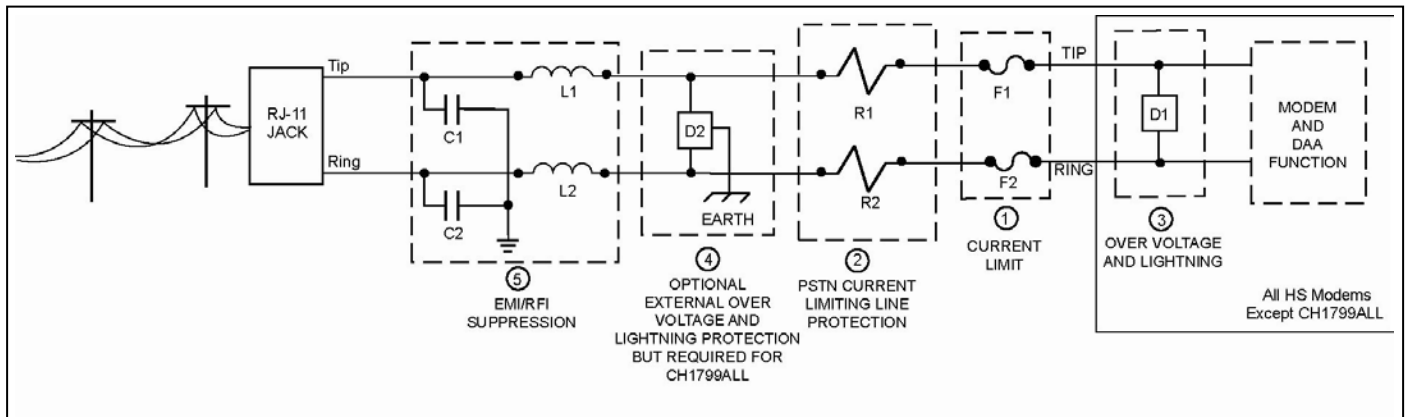 Tip
RJ-11
JACK
Ring
C1
C2
L1
L2
D2
EARTH
R1
R2
F1
F2
TIP
RING
D1
MODEM
AND
DAA
FUNCTION
5
EMI/RFI
SUPPRESSION
4
OPTIONAL
EXTERNAL OVER
VOLTAGE AND
LIGHTNING PROTECTION
BUT REQUIRED FOR
CH1799ALL
2
PSTN CURRENT
LIMITING LINE
PROTECTION
1
CURRENT
LIMIT
3
OVER VOLTAGE
AND LIGHTNING
All HS Modems
Except CH1799ALL